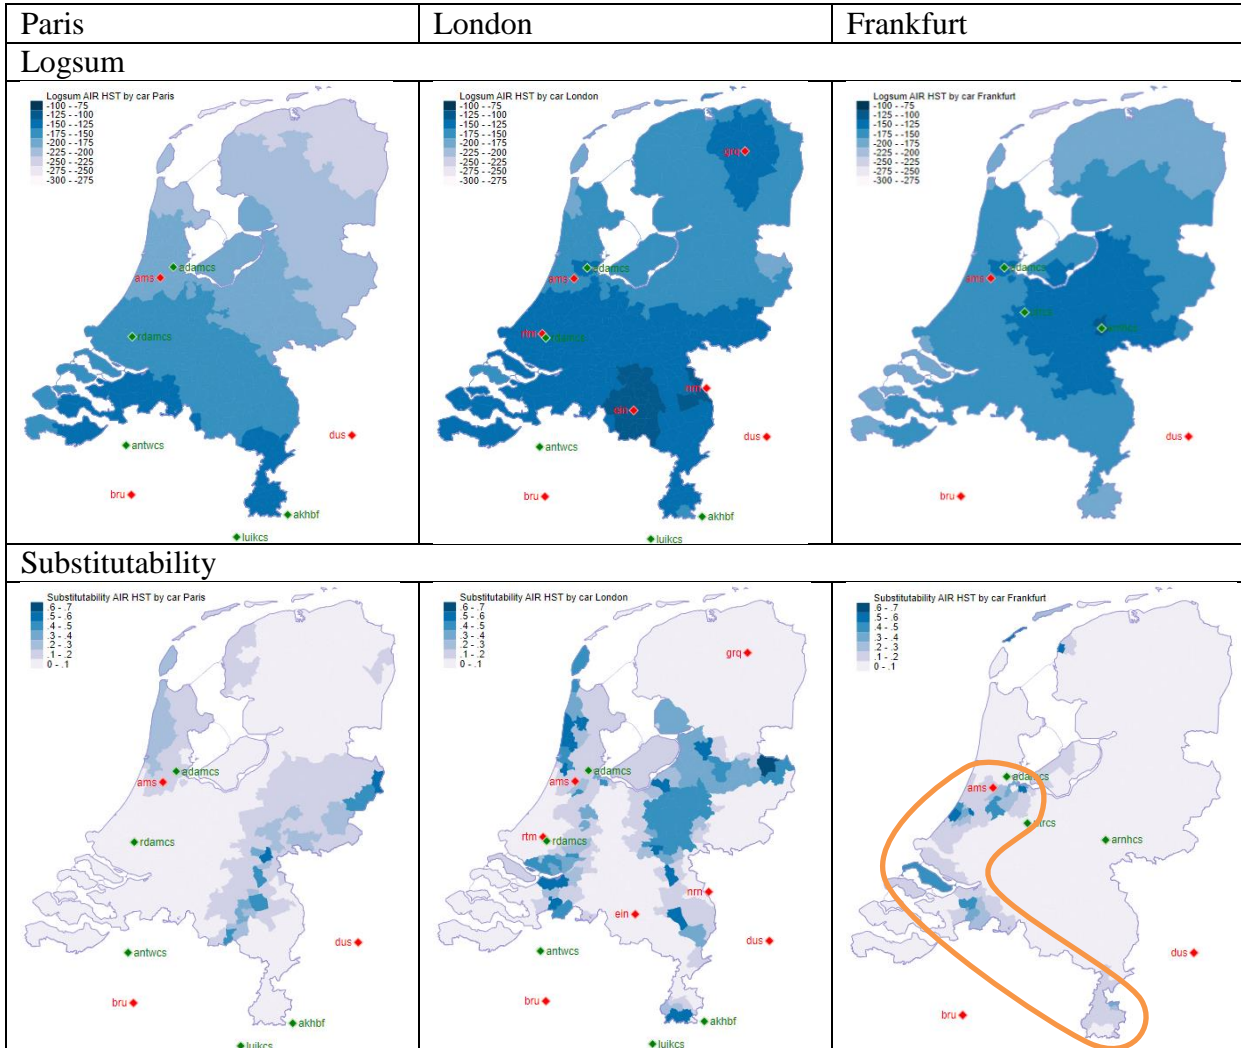 Paris
London
Frankfurt
Logsum
Logsum AIR HST by car Paris
-100 - -75
-125 - -100
-150 - -125
-175 - -150
-200 - -175
-225 - -200
-250 - -225
-275 - -250
-300 - -275
adamcs
ams
rdamcs
antwcs
dus
bru
akhbf
luikcs
Logsum AIR HST by car London
-100 - -75
-125 - -100
-150 - -125
-175 - -150
-200 - -175
-225 - -200
-250 - -225
-275 - -250
-300 - -275
grq
adamcs
ams
rtm
rdamcs
nrn
ein
antwcs
dus
bru
akhbf
luikcs
Logsum AIR HST by car Frankfurt
-100 - -75
-125 - -100
-150 - -125
-175 - -150
-200 - -175
-225 - -200
-250 - -225
-275 - -250
-300 - -275
adamcs
ams
utrcs
arnhcs
dus
bru
Substitutability
Substitutability AIR HST by car Paris
.6 - .7
.5 - .6
.4 - .5
.3 - .4
.2 - .3
.1 - .2
0 - .1
adamcs
ams
rdamcs
antwcs
dus
bru
akhbf
luikcs
Substitutability AIR HST by car London
.6 - .7
.5 - .6
.4 - .5
.3 - .4
.2 - .3
.1 - .2
0 - .1
grq
adamcs
ams
rtm
rdamcs
nrn
ein
antwcs
dus
bru
akhbf
luikcs
Substitutability AIR HST by car Frankfurt
.6 - .7
.5 - .6
.4 - .5
.3 - .4
.2 - .3
.1 - .2
0 - .1
adamcs
ams
utrcs
arnhcs
dus
bru